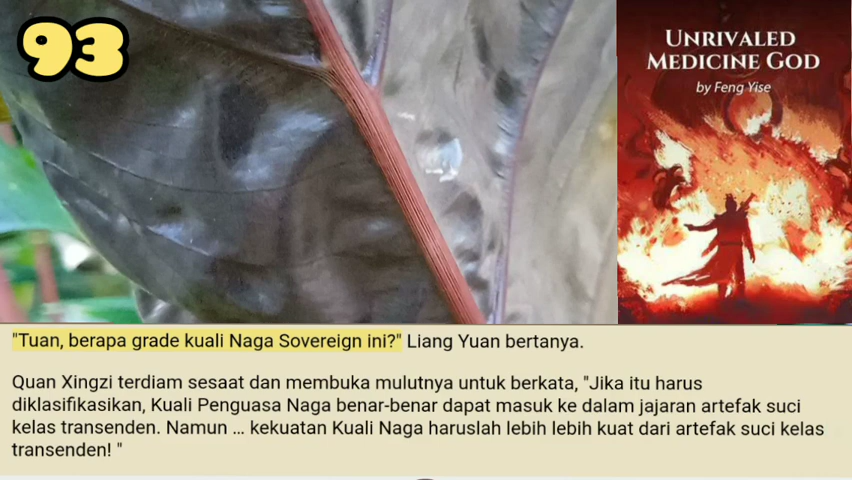 93
UNRIVALED
MEDICINE GOD
by Feng Yise
"Tuan, berapa grade kuali Naga Sovereign ini?" Liang Yuan bertanya.
Quan Xingzi terdiam sesaat dan membuka mulutnya untuk berkata, "Jika itu harus
diklasifikasikan, Kuali Penguasa Naga benar-benar dapat masuk ke dalam jajaran artefak suci
kelas transenden. Namun ... kekuatan Kuali Naga haruslah lebih lebih kuat dari artefak suci kelas
transenden! "